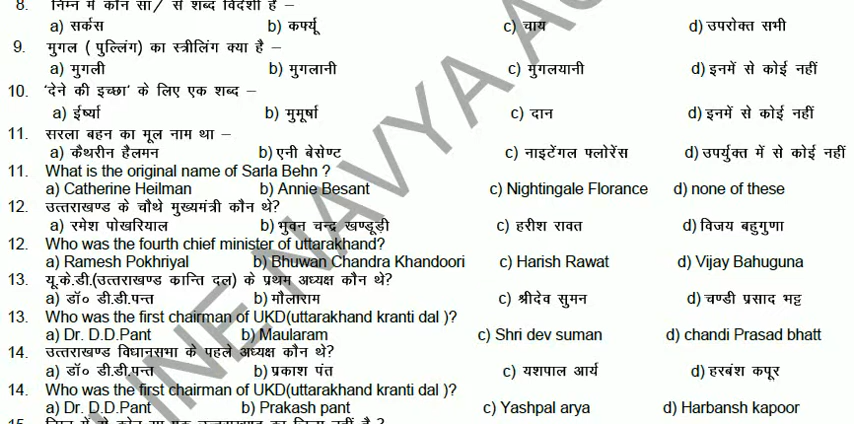 8. निम्न में कौन सा/ से शब्द विदेशी है –
a) सर्कस b) कर्फ्यू c) चाय d) उपरोक्त सभी
9. मुगल ( पुल्लिंग) का स्त्रीलिंग क्या है –
a) मुगली b) मुगलानी c) मुगलयानी d) इनमें से कोई नहीं
10. 'देने की इच्छा' के लिए एक शब्द –
a) ईर्ष्या b) मुमूर्षा c) दान d) इनमें से कोई नहीं
11. सरला बहन का मूल नाम था –
a) कैथरीन हैलमन b) एनी बेसेण्ट c) नाइटेंगल फ्लोरेंस d) उपर्युक्त में से कोई नहीं
11. What is the original name of Sarla Behn ?
a) Catherine Heilman b) Annie Besant c) Nightingale Florance d) none of these
12. उत्तराखण्ड के चौथे मुख्यमंत्री कौन थे?
a) रमेश पोखरियाल b) भुवन चन्द्र खण्डूड़ी c) हरीश रावत d) विजय बहुगुणा
12. Who was the fourth chief minister of uttarakhand?
a) Ramesh Pokhriyal b) Bhuwan Chandra Khandoori c) Harish Rawat d) Vijay Bahuguna
13. यू.के.डी.(उत्तराखण्ड कान्ति दल) के प्रथम अध्यक्ष कौन थे?
a) डॉ० डी.डी.पन्त b) मौलाराम c) श्रीदेव सुमन d) चण्डी प्रसाद भट्ट
13. Who was the first chairman of UKD(uttarakhand kranti dal )?
a) Dr. D.D.Pant b) Maularam c) Shri dev suman d) chandi Prasad bhatt
14. उत्तराखण्ड विधानसभा के पहले अध्यक्ष कौन थे?
a) डॉ० डी.डी.पन्त b) प्रकाश पंत c) यशपाल आर्य d) हरबंश कपूर
14. Who was the first chairman of UKD(uttarakhand kranti dal )?
a) Dr. D.D.Pant b) Prakash pant c) Yashpal arya d) Harbansh kapoor
LINE NAVYA A